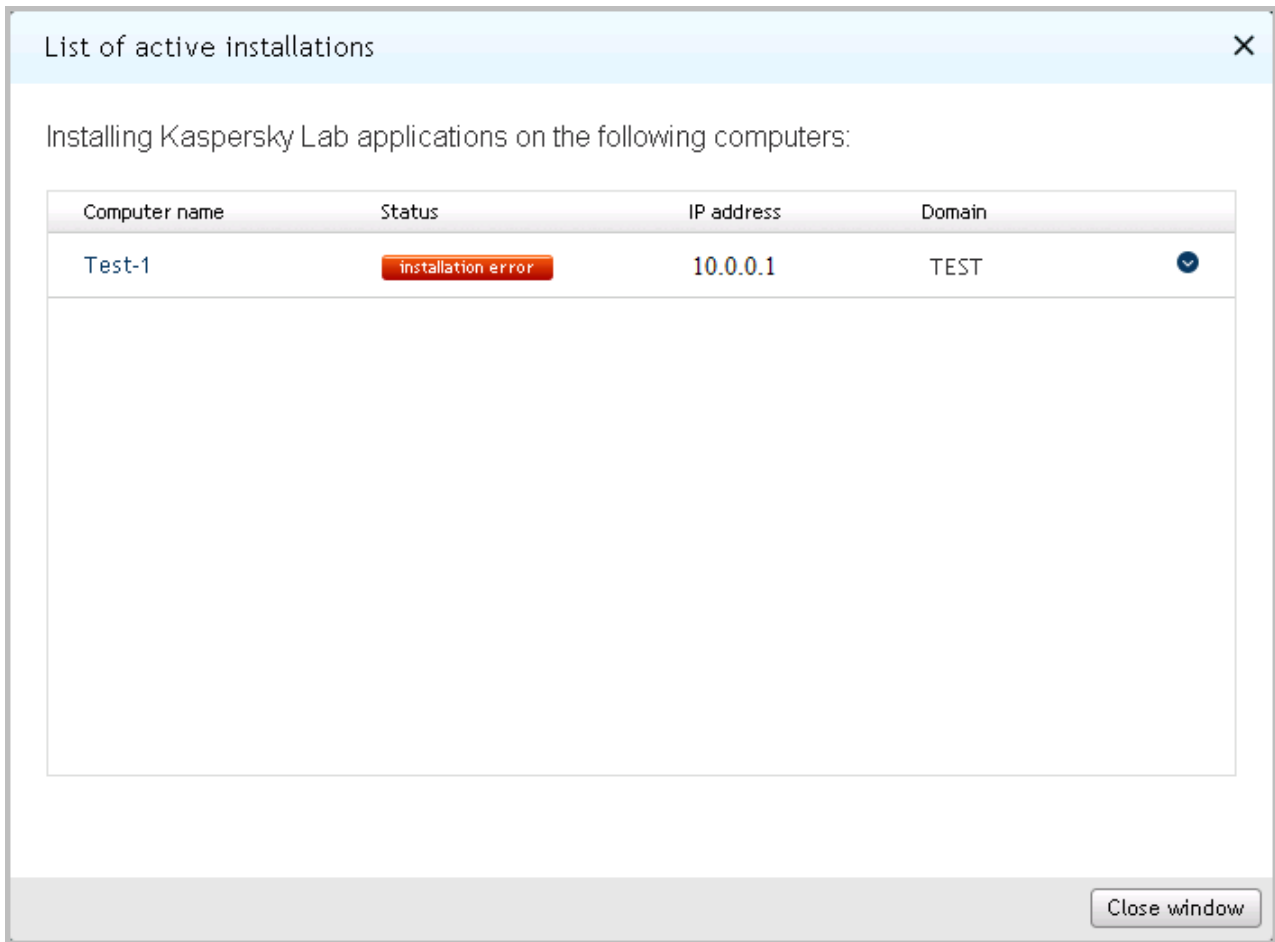 List of active installations
Installing Kaspersky Lab applications on the following computers:
Computer name Status IP address Domain
Test-1 installation error 10.0.0.1 TEST
Close window